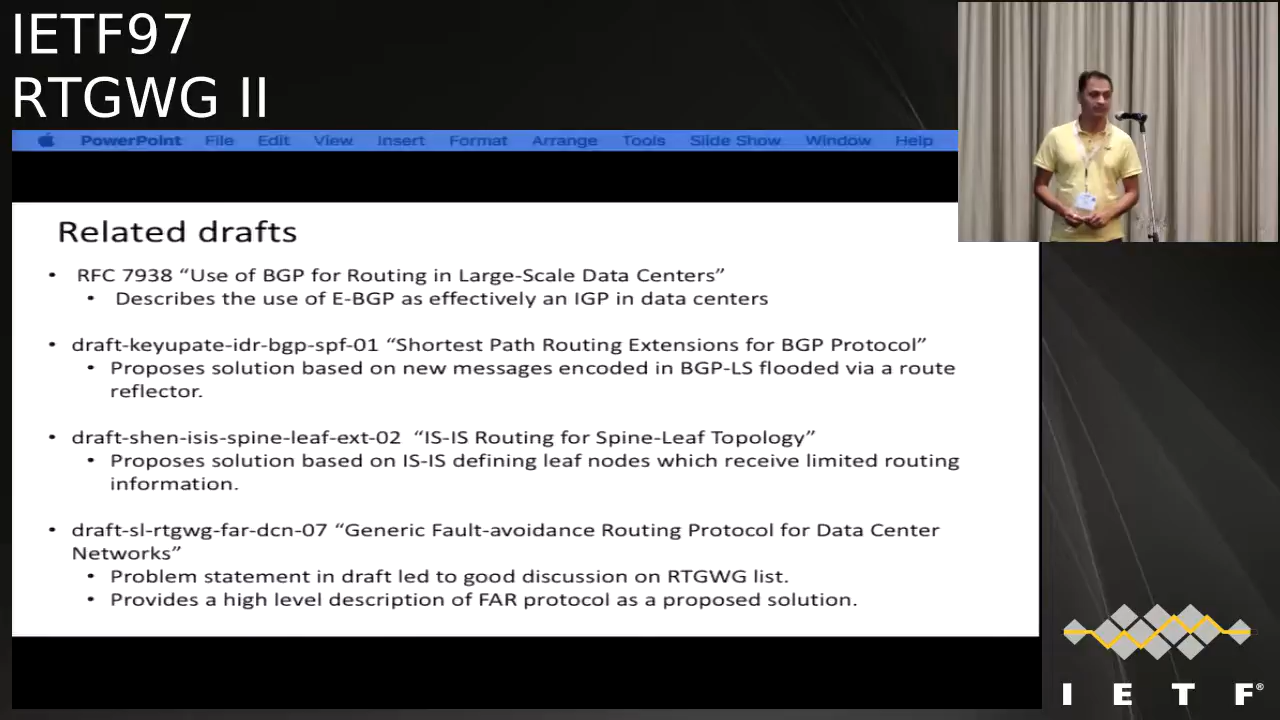 IETF97
RTGWG II
PowerPoint File Edit View Insert Format Arrange Tools Slide Show Window Help
Related drafts
• RFC 7938 “Use of BGP for Routing in Large-Scale Data Centers”
• Describes the use of E-BGP as effectively an IGP in data centers
• draft-keyupate-idr-bgp-spf-01 “Shortest Path Routing Extensions for BGP Protocol”
• Proposes solution based on new messages encoded in BGP-LS flooded via a route
reflector.
• draft-shen-isis-spine-leaf-ext-02 “IS-IS Routing for Spine-Leaf Topology”
• Proposes solution based on IS-IS defining leaf nodes which receive limited routing
information.
• draft-sl-rtgwg-far-dcn-07 “Generic Fault-avoidance Routing Protocol for Data Center
Networks”
• Problem statement in draft led to good discussion on RTGWG list.
• Provides a high level description of FAR protocol as a proposed solution.
I E T F®